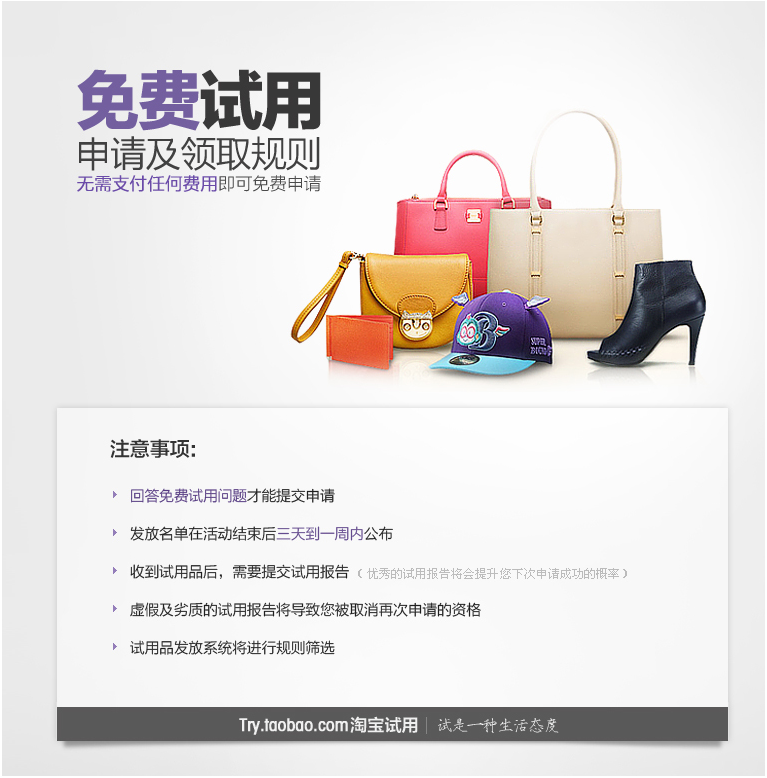 免费试用
申请及领取规则
无需支付任何费用即可免费申请
SUPER
注意事项:
回答免费试用问题才能提交申请
发放名单在活动结束后三天到一周内公布
收到试用品后，需要提交试用报告 ( 优秀的试用报告将会提升您下次申请成功的概率 )
虚假及劣质的试用报告将导致您被取消再次申请的资格
试用品发放系统将进行规则筛选
Try.taobao.com 淘宝试用 | 试是一种生活态度